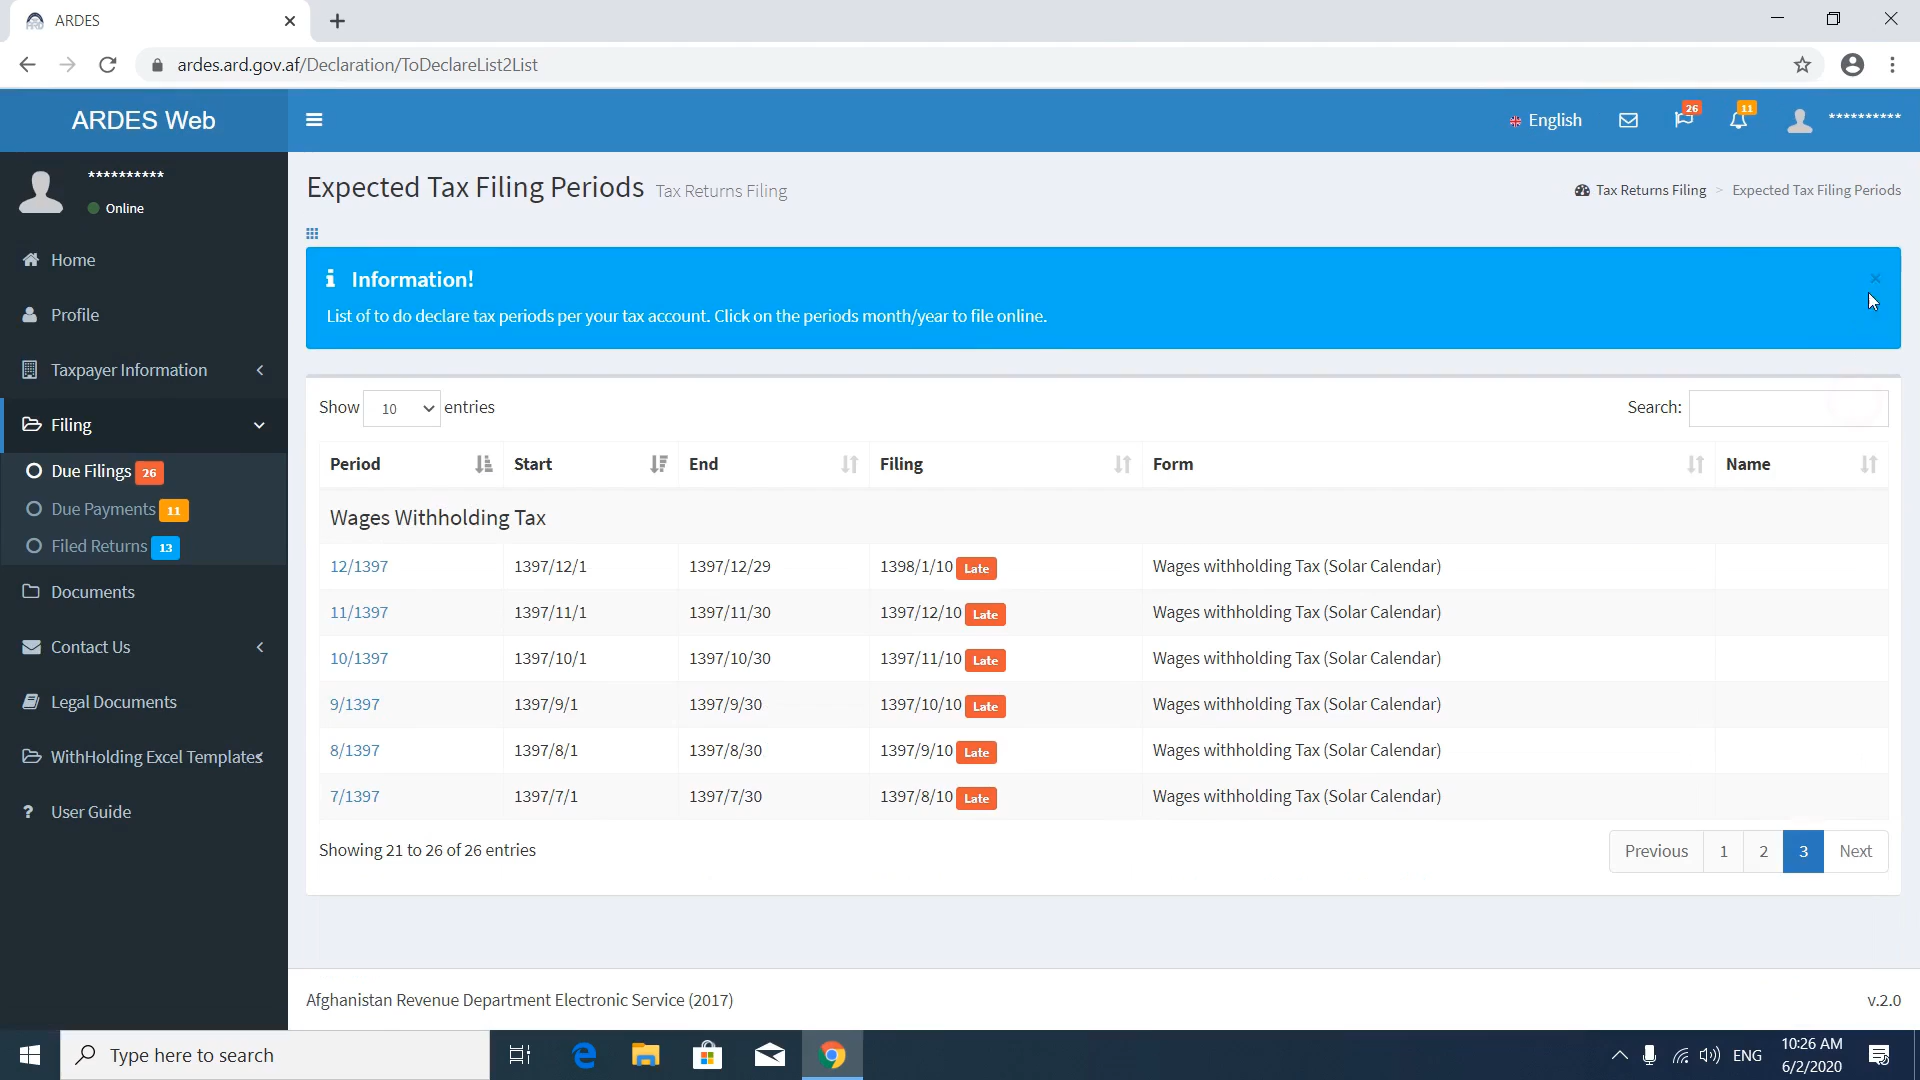 ARDES
ardes.ard.gov.af/Declaration/ToDeclareList2List
ARDES Web
English
26
11
**********
**********
Online
Home
Profile
Taxpayer Information
Filing
Due Filings 26
Due Payments 11
Filed Returns 13
Documents
Contact Us
Legal Documents
WithHolding Excel Templates
User Guide
Expected Tax Filing Periods Tax Returns Filing
Tax Returns Filing > Expected Tax Filing Periods
Information!
List of to do declare tax periods per your tax account. Click on the periods month/year to file online.
Show 10 entries
Search:
Period Start End Filing Form Name
Wages Withholding Tax
12/1397 1397/12/1 1397/12/29 1398/1/10 Late Wages withholding Tax (Solar Calendar)
11/1397 1397/11/1 1397/11/30 1397/12/10 Late Wages withholding Tax (Solar Calendar)
10/1397 1397/10/1 1397/10/30 1397/11/10 Late Wages withholding Tax (Solar Calendar)
9/1397 1397/9/1 1397/9/30 1397/10/10 Late Wages withholding Tax (Solar Calendar)
8/1397 1397/8/1 1397/8/30 1397/9/10 Late Wages withholding Tax (Solar Calendar)
7/1397 1397/7/1 1397/7/30 1397/8/10 Late Wages withholding Tax (Solar Calendar)
Showing 21 to 26 of 26 entries
Previous 1 2 3 Next
Afghanistan Revenue Department Electronic Service (2017)
v.2.0
Type here to search
ENG
10:26 AM
6/2/2020